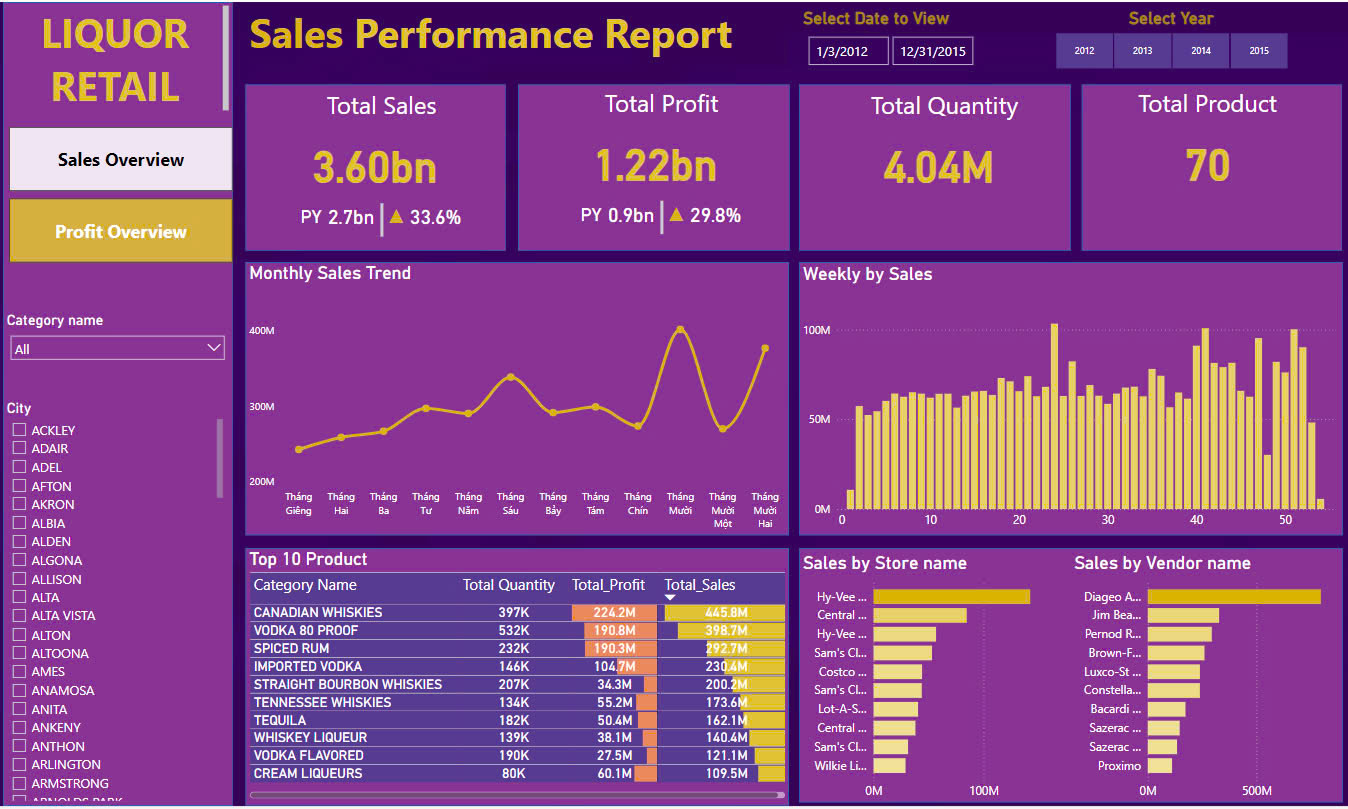 LIQUOR
RETAIL
Sales Overview
Profit Overview
Category name
All
City
ACKLEY
ADAIR
ADEL
AFTON
AKRON
ALBIA
ALDEN
ALGONA
ALLISON
ALTA
ALTA VISTA
ALTON
ALTOONA
AMES
ANAMOSA
ANITA
ANKENY
ANTHON
ARLINGTON
ARMSTRONG
Sales Performance Report
Select Date to View
1/3/2012 12/31/2015
Select Year
2012 2013 2014 2015
Total Sales
3.60bn
PY 2.7bn ▲ 33.6%
Total Profit
1.22bn
PY 0.9bn ▲ 29.8%
Total Quantity
4.04M
Total Product
70
Monthly Sales Trend
400M
300M
200M
Tháng Giêng
Tháng Hai
Tháng Ba
Tháng Tư
Tháng Năm
Tháng Sáu
Tháng Bảy
Tháng Tám
Tháng Chín
Tháng Mười
Tháng Mười Một
Tháng Mười Hai
Weekly by Sales
100M
50M
0M
0 10 20 30 40 50
Top 10 Product
Category Name Total Quantity Total_Profit Total_Sales
CANADIAN WHISKIES 397K 224.2M 445.8M
VODKA 80 PROOF 532K 190.8M 398.7M
SPICED RUM 232K 190.3M 292.7M
IMPORTED VODKA 146K 104.7M 230.4M
STRAIGHT BOURBON WHISKIES 207K 34.3M 200.2M
TENNESSEE WHISKIES 134K 55.2M 173.6M
TEQUILA 182K 50.4M 162.1M
WHISKEY LIQUEUR 139K 38.1M 140.4M
VODKA FLAVORED 190K 27.5M 121.1M
CREAM LIQUEURS 80K 60.1M 109.5M
Sales by Store name
Hy-Vee ...
Central ...
Hy-Vee ...
Sam's Cl...
Costco ...
Sam's Cl...
Lot-A-S...
Central ...
Sam's Cl...
Wilkie Li...
0M 100M
Sales by Vendor name
Diageo A...
Jim Bea...
Pernod R...
Brown-F...
Luxco-St ...
Constella...
Bacardi ...
Sazerac ...
Sazerac ...
Proximo
0M 500M